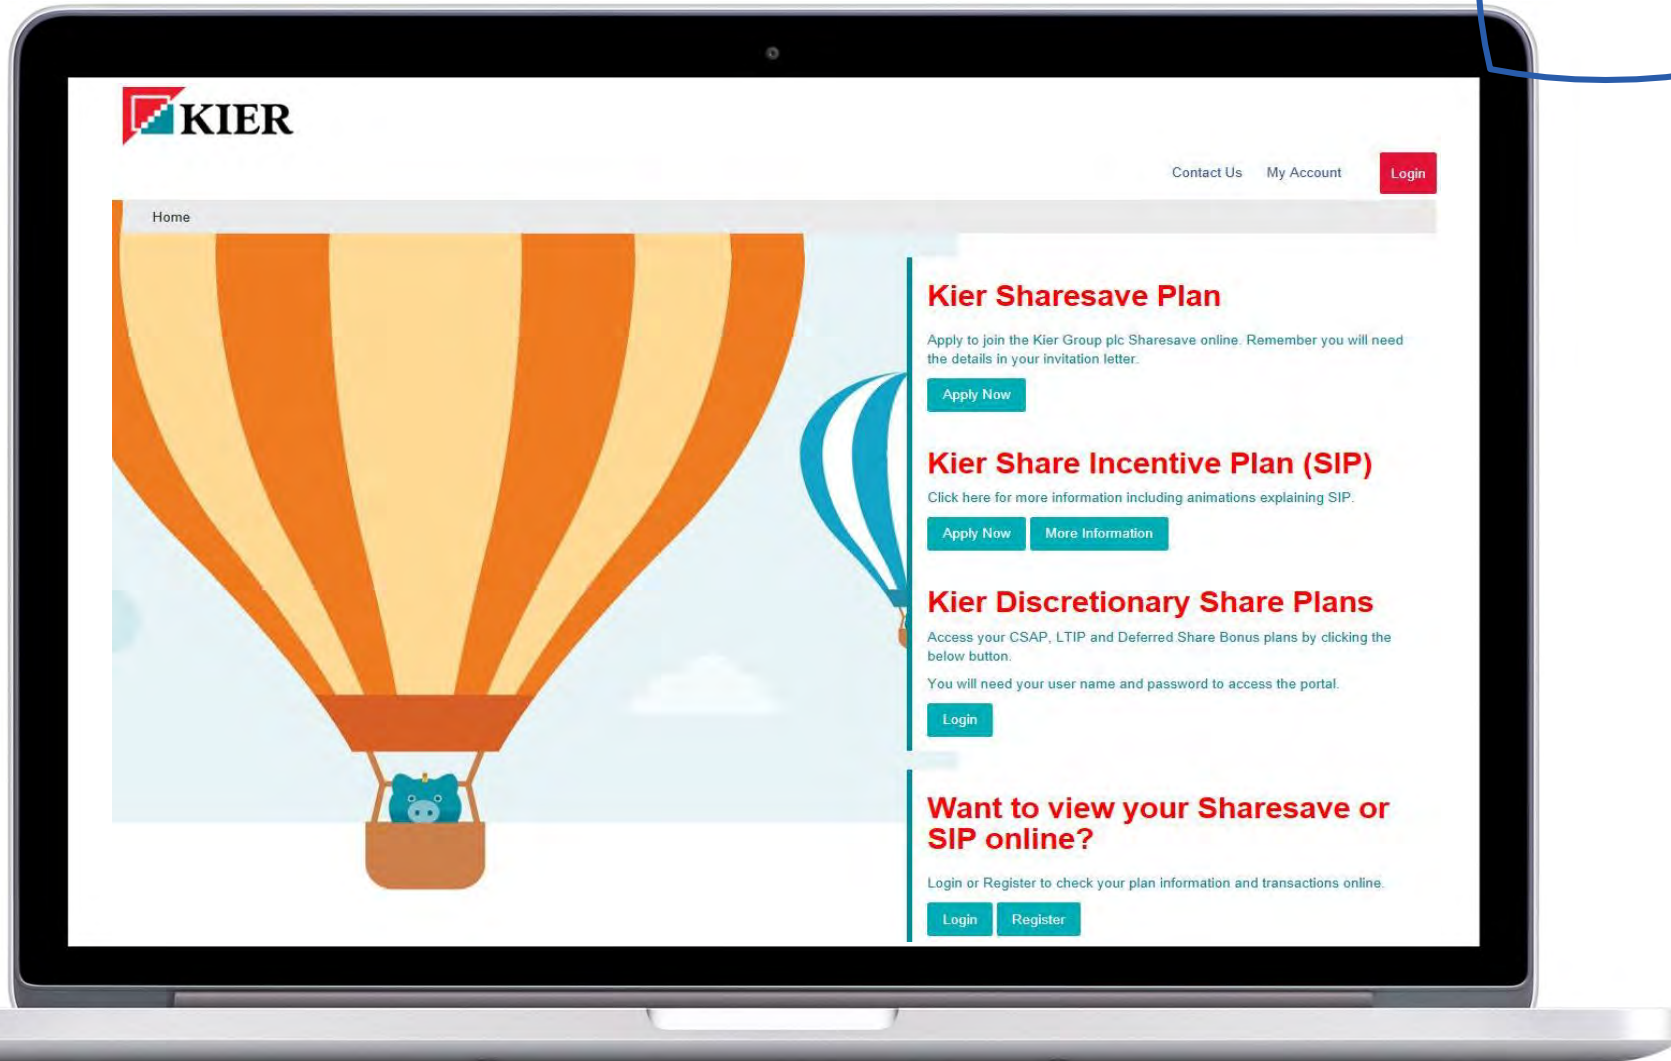 KIER
Contact Us My Account Login
Home
Kier Sharesave Plan
Apply to join the Kier Group plc Sharesave online. Remember you will need
the details in your invitation letter.
Apply Now
Kier Share Incentive Plan (SIP)
Click here for more information including animations explaining SIP.
Apply Now More Information
Kier Discretionary Share Plans
Access your CSAP, LTIP and Deferred Share Bonus plans by clicking the
below button.
You will need your user name and password to access the portal.
Login
Want to view your Sharesave or
SIP online?
Login or Register to check your plan information and transactions online.
Login Register